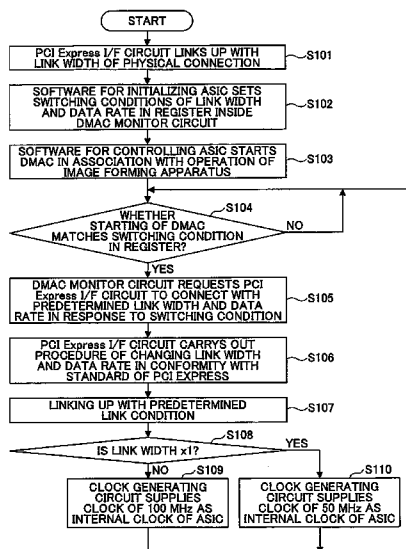 START
PCI Express I/F CIRCUIT LINKS UP WITH
LINK WIDTH OF PHYSICAL CONNECTION
S101
SOFTWARE FOR INITIALIZING ASIC SETS
SWITCHING CONDITIONS OF LINK WIDTH
AND DATA RATE IN REGISTER INSIDE
DMAC MONITOR CIRCUIT
S102
SOFTWARE FOR CONTROLLING ASIC STARTS
DMAC IN ASSOCIATION WITH OPERATION OF
IMAGE FORMING APPARATUS
S103
S104
WHETHER
STARTING OF DMAC
MATCHES SWITCHING CONDITION
IN REGISTER?
NO
YES
DMAC MONITOR CIRCUIT REQUESTS PCI
Express I/F CIRCUIT TO CONNECT WITH
PREDETERMINED LINK WIDTH AND DATA
RATE IN RESPONSE TO SWITCHING CONDITION
S105
PCI Express I/F CIRCUIT CARRYS OUT
PROCEDURE OF CHANGING LINK WIDTH
AND DATA RATE IN CONFORMITY WITH
STANDARD OF PCI EXPRESS
S106
LINKING UP WITH PREDETERMINED
LINK CONDITION
S107
S108
IS LINK WIDTH x1?
YES
NO
S109
CLOCK GENERATING
CIRCUIT SUPPLIES
CLOCK OF 100 MHz AS
INTERNAL CLOCK OF ASIC
S110
CLOCK GENERATING
CIRCUIT SUPPLIES
CLOCK OF 50 MHz AS
INTERNAL CLOCK OF ASIC